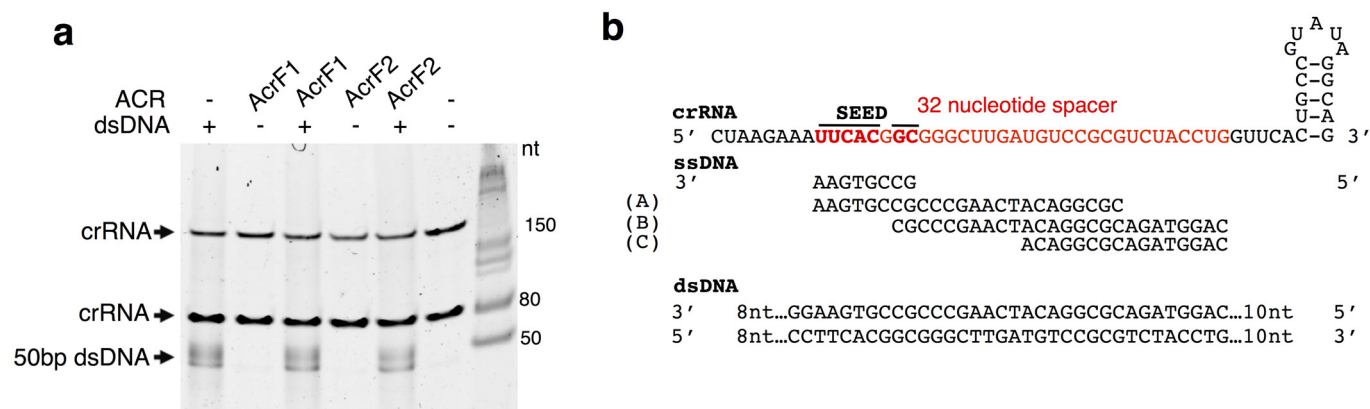 a
ACR - AcrF1 AcrF1 AcrF2 AcrF2 -
dsDNA + - + - + -
nt
crRNA
150
crRNA
80
50bp dsDNA
50
b
U A U
G A
C-G
C-G
G-C
U-A
crRNA SEED 32 nucleotide spacer
5′ CUAAGAAAUUCACGGCGGGCUUGAUGUCCGCGUCUACCUGGUUCAC-G 3′
ssDNA
3′ AAGTGCCG 5′
(A) AAGTGCCGCCCGAACTACAGGCGC
(B) CGCCCGAACTACAGGCGCAGATGGAC
(C) ACAGGCGCAGATGGAC
dsDNA
3′ 8nt…GGAAGTGCCGCCCGAACTACAGGCGCAGATGGAC…10nt 5′
5′ 8nt…CCTTCACGGCGGGCTTGATGTCCGCGTCTACCTG…10nt 3′